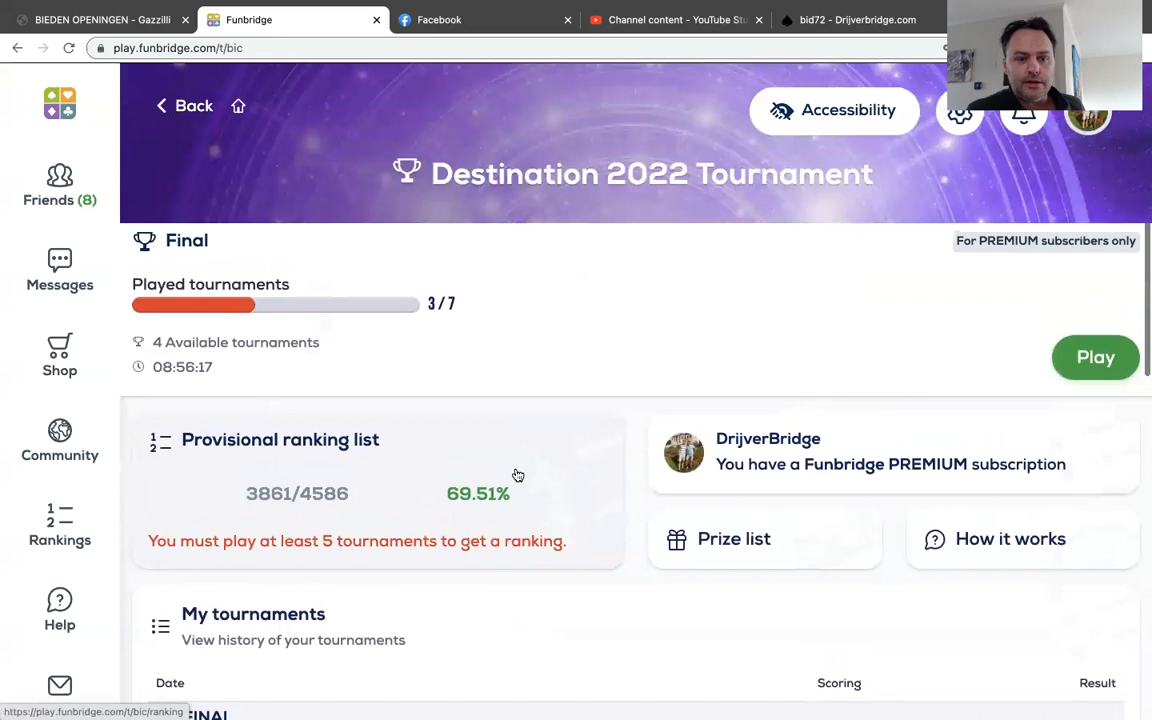 BIEDEN OPENINGEN - Gazzilli
Funbridge
Facebook
Channel content - YouTube Stu
bid72 - Drijverbridge.com
play.funbridge.com/t/bic
Back
Accessibility
Destination 2022 Tournament
Friends (8)
Messages
Shop
Community
Rankings
Help
Final
For PREMIUM subscribers only
Played tournaments
3 / 7
4 Available tournaments
08:56:17
Play
Provisional ranking list
3861/4586
69.51%
You must play at least 5 tournaments to get a ranking.
DrijverBridge
You have a Funbridge PREMIUM subscription
Prize list
How it works
My tournaments
View history of your tournaments
Date
Scoring
Result
FINAL
https://play.funbridge.com/t/bic/ranking